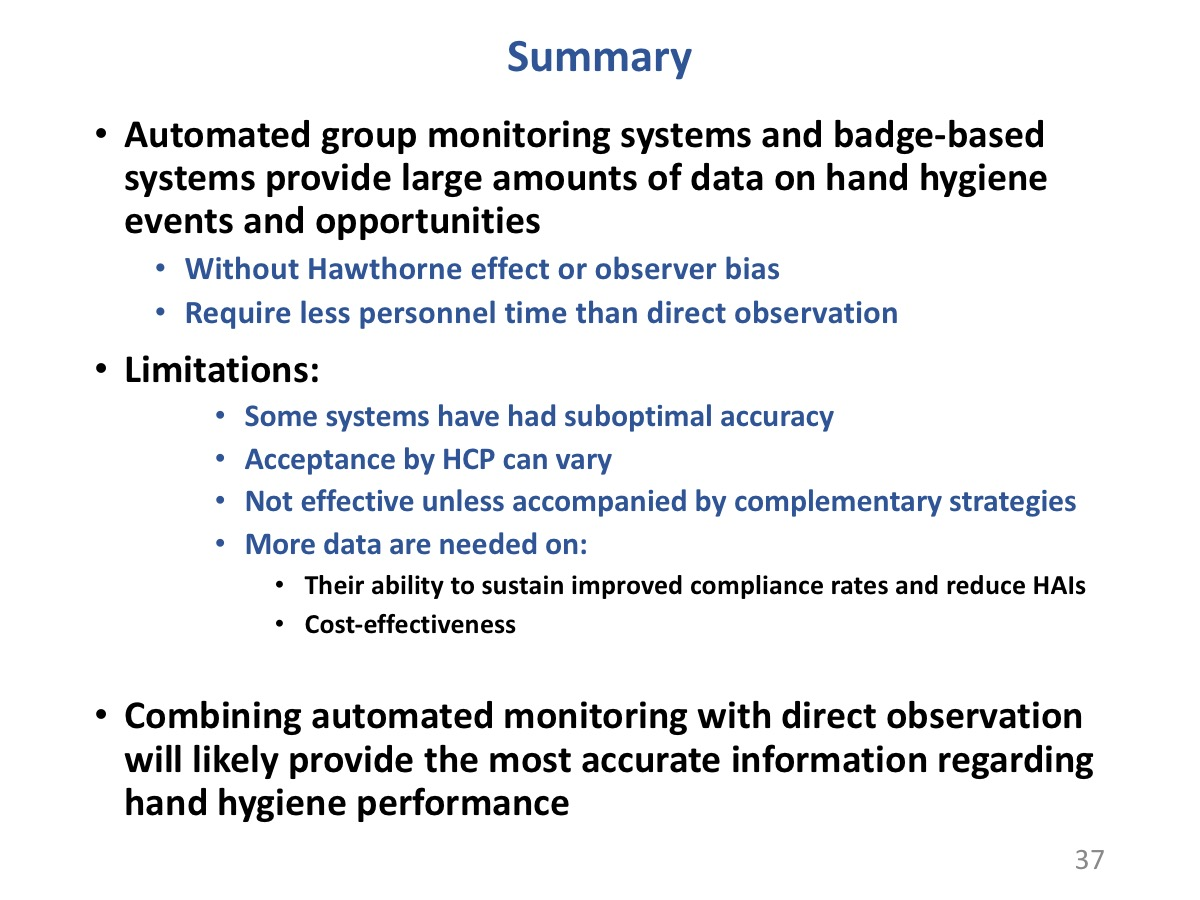 Summary
• Automated group monitoring systems and badge-based
systems provide large amounts of data on hand hygiene
events and opportunities
• Without Hawthorne effect or observer bias
• Require less personnel time than direct observation
• Limitations:
• Some systems have had suboptimal accuracy
• Acceptance by HCP can vary
• Not effective unless accompanied by complementary strategies
• More data are needed on:
• Their ability to sustain improved compliance rates and reduce HAIs
• Cost-effectiveness
• Combining automated monitoring with direct observation
will likely provide the most accurate information regarding
hand hygiene performance
37